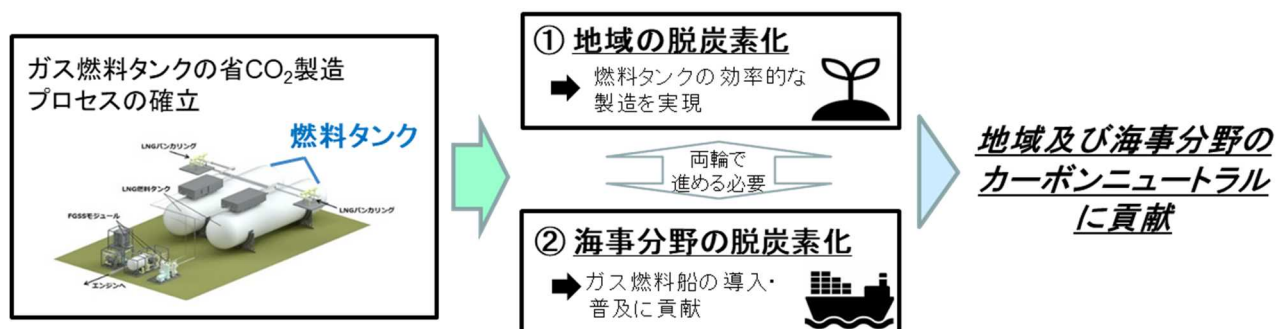 ガス燃料タンクの省CO₂製造
プロセスの確立
燃料タンク
LNGバンカリング
LNG燃料タンク
LNGバンカリング
FGSSモジュール
エンジンへ
① 地域の脱炭素化
燃料タンクの効率的な
製造を実現
両輪で
進める必要
② 海事分野の脱炭素化
ガス燃料船の導入・
普及に貢献
地域及び海事分野の
カーボンニュートラル
に貢献